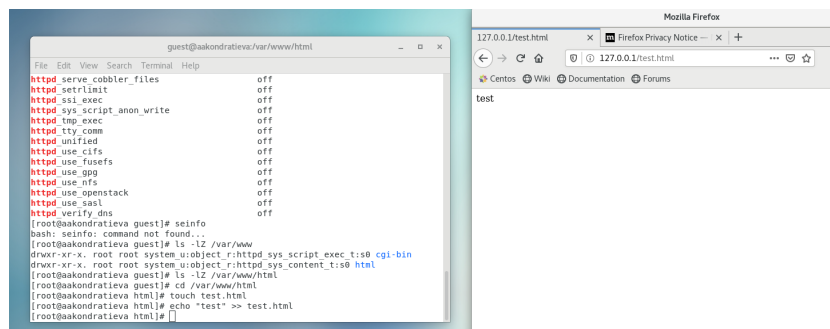 guest@aakondratieva:/var/www/html
File Edit View Search Terminal Help
httpd_serve_cobbler_files off
httpd_setrlimit off
httpd_ssi_exec off
httpd_sys_script_anon_write off
httpd_tmp_exec off
httpd_tty_comm off
httpd_unified off
httpd_use_cifs off
httpd_use_fusefs off
httpd_use_gpg off
httpd_use_nfs off
httpd_use_openstack off
httpd_use_sasl off
httpd_verify_dns off
[root@aakondratieva guest]# seinfo
bash: seinfo: command not found...
[root@aakondratieva guest]# ls -lZ /var/www
drwxr-xr-x. root root system_u:object_r:httpd_sys_script_exec_t:s0 cgi-bin
drwxr-xr-x. root root system_u:object_r:httpd_sys_content_t:s0 html
[root@aakondratieva guest]# ls -lZ /var/www/html
[root@aakondratieva guest]# cd /var/www/html
[root@aakondratieva html]# touch test.html
[root@aakondratieva html]# echo "test" >> test.html
[root@aakondratieva html]#
Mozilla Firefox
127.0.0.1/test.html
Firefox Privacy Notice —
127.0.0.1/test.html
Centos Wiki Documentation Forums
test